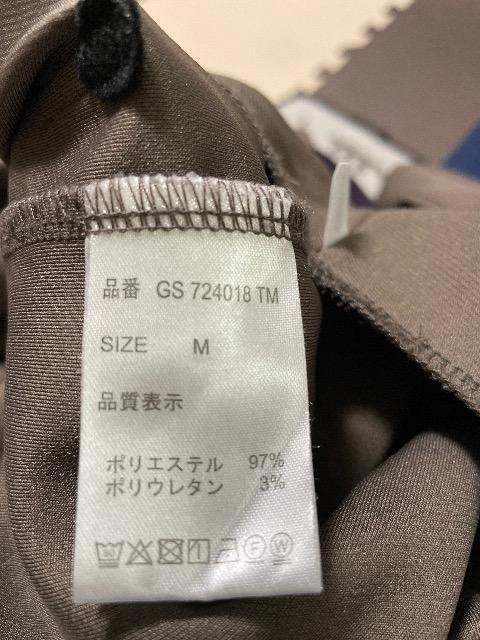 品番 GS 724018 TM
SIZE M
品質表示
ポリエステル 97%
ポリウレタン 3%
F W